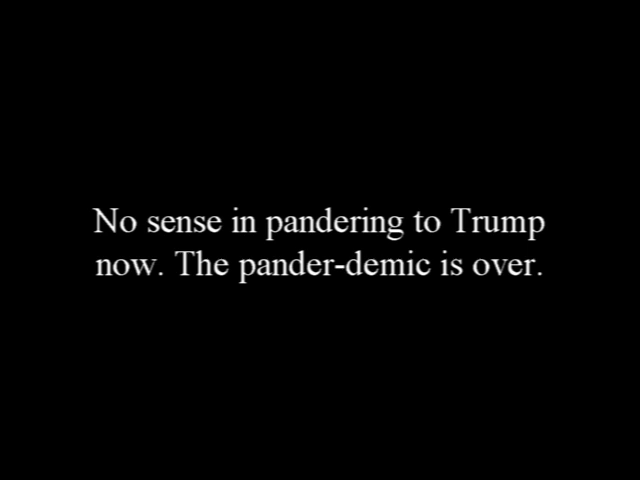 No sense in pandering to Trump
now. The pander-demic is over.